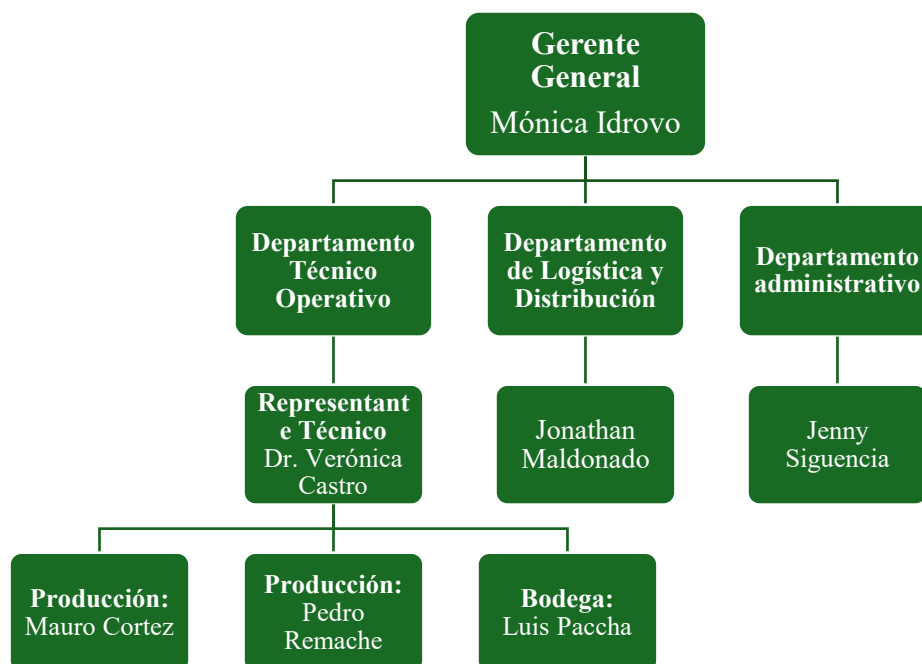 Gerente
General
Mónica Idrovo
Departamento
Técnico
Operativo
Departamento
de Logística y
Distribución
Departamento
administrativo
Representant
e Técnico
Dr. Verónica
Castro
Jonathan
Maldonado
Jenny
Siguencia
Producción:
Mauro Cortez
Producción:
Pedro
Remache
Bodega:
Luis Paccha